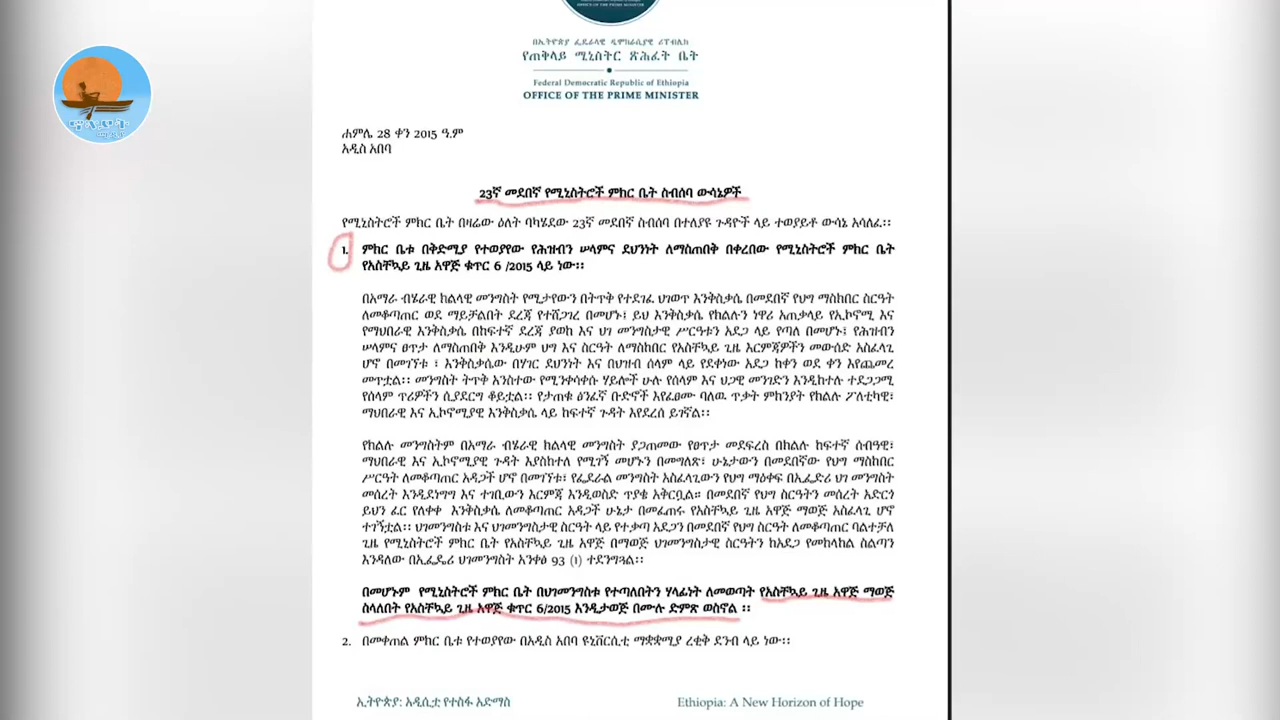 OFFICE OF THE PRIME MINISTER
በኢትዮጵያ ፌዴራላዊ ዲሞክራሲያዊ ሪፐብሊክ
የጠቅላይ ሚኒስትር ጽሕፈት ቤት
Federal Democratic Republic of Ethiopia
OFFICE OF THE PRIME MINISTER
ሐምሌ 28 ቀን 2015 ዓ.ም
አዲስ አበባ
23ኛ መደበኛ የሚኒስትሮች ምክር ቤት ስብሰባ ውሳኔዎች
የሚኒስትሮች ምክር ቤት በዛሬው ዕለት ባካሄደው 23ኛ መደበኛ ስብሰባ በተለያዩ ጉዳዮች ላይ ተወያይቶ ውሳኔ አሳለፈ፡፡
1. ምክር ቤቱ በቅድሚያ የተወያየው የሕዝብን ሠላምና ደህንነት ለማስጠበቅ በቀረበው የሚኒስትሮች ምክር ቤት
የአስቸኳይ ጊዜ አዋጅ ቁጥር 6 /2015 ላይ ነው፡፡
በአማራ ብሄራዊ ክልላዊ መንግስት የሚታየውን በትጥቅ የተደገፈ ህገወጥ እንቅስቃሴ በመደበኛ የህግ ማስከበር ስርዓት
ለመቆጣጠር ወደ ማይቻልበት ደረጃ የተሸጋገረ በመሆኑ፤ ይህ እንቅስቃሴ የክልሉን ነዋሪ አጠቃላይ የኢኮኖሚ እና
የማህበራዊ እንቅስቃሴ በከፍተኛ ደረጃ ያወከ እና ህገ መንግስታዊ ሥርዓቱን አደጋ ላይ የጣለ በመሆኑ፤ የሕዝብን
ሠላምና ፀጥታ ለማስጠበቅ እንዲሁም ህግ እና ስርዓት ለማስከበር የአስቸኳይ ጊዜ እርምጃዎችን መውሰድ አስፈላጊ
ሆኖ በመገኘቱ ፤ እንቅስቃሴው በሃገር ደህንነት እና በህዝብ ሰላም ላይ የደቀነው አደጋ ከቀን ወደ ቀን እየጨመረ
መጥቷል፡፡ መንግስት ትጥቅ አንስተው የሚንቀሳቀሱ ሃይሎች ሁሉ የሰላም እና ህጋዊ መንገድን እንዲከተሉ ተደጋጋሚ
የሰላም ጥሪዎችን ሲያደርግ ቆይቷል፡፡ የታጠቁ ፅንፈኛ ቡድኖች እየፈፀሙ ባለዉ ጥቃት ምክንያት የክልሉ ፖለቲካዊ፣
ማህበራዊ እና ኢኮኖሚያዊ እንቅስቃሴ ላይ ከፍተኛ ጉዳት እየደረሰ ይገኛል፡፡
የክልሉ መንግስትም በአማራ ብሄራዊ ክልላዊ መንግስት ያጋጠመው የፀጥታ መደፍረስ በክልሉ ከፍተኛ ሰብዓዊ፣
ማህበራዊ እና ኢኮኖሚያዊ ጉዳት እያስከተለ የሚገኝ መሆኑን በመግለጽ፣ ሁኔታውን በመደበኛው የህግ ማስከበር
ሥርዓት ለመቆጣጠር አዳጋች ሆኖ በመገኘቱ፣ የፌደራል መንግስት አስፈላጊውን የህግ ማዕቀፍ በኢፌድሪ ህገ መንግስት
መሰረት እንዲደነግግ እና ተገቢውን እርምጃ እንዲወስድ ጥያቄ አቅርቧል። በመደበኛ የህግ ስርዓትን መሰረት አድርጎ
ይህን ፈር የለቀቀ እንቅስቃሴ ለመቆጣጠር አዳጋች ሁኔታ በመፈጠሩ የአስቸኳይ ጊዜ አዋጅ ማወጅ አስፈላጊ ሆኖ
ተገኝቷል፡፡ ህገመንግስቱ እና ህገመንግስታዊ ስርዓት ላይ የተቃጣ አደጋን በመደበኛ የህግ ስርዓት ለመቆጣጠር ባልተቻለ
ጊዜ የሚኒስትሮች ምክር ቤት የአስቸኳይ ጊዜ አዋጅ በማወጅ ህገመንግስታዊ ስርዓትን ከአደጋ የመከላከል ስልጣን
እንዳለው በኢፌዴሪ ህገመንግስት አንቀፅ 93 (1) ተደንግጓል፡፡
በመሆኑም የሚኒስትሮች ምክር ቤት በህገመንግስቱ የተጣለበትን ሃላፊነት ለመወጣት የአስቸኳይ ጊዜ አዋጅ ማወጅ
ስላለበት የአስቸኳይ ጊዜ አዋጅ ቁጥር 6/2015 እንዲታወጅ በሙሉ ድምጽ ወስኖል ፡፡
2. በመቀጠል ምክር ቤቱ የተወያየው በአዲስ አበባ ዩኒቨርሲቲ ማቋቋሚያ ረቂቅ ደንብ ላይ ነው፡፡
ኢትዮጵያ: አዲሲቷ የተስፋ አድማስ
Ethiopia: A New Horizon of Hope